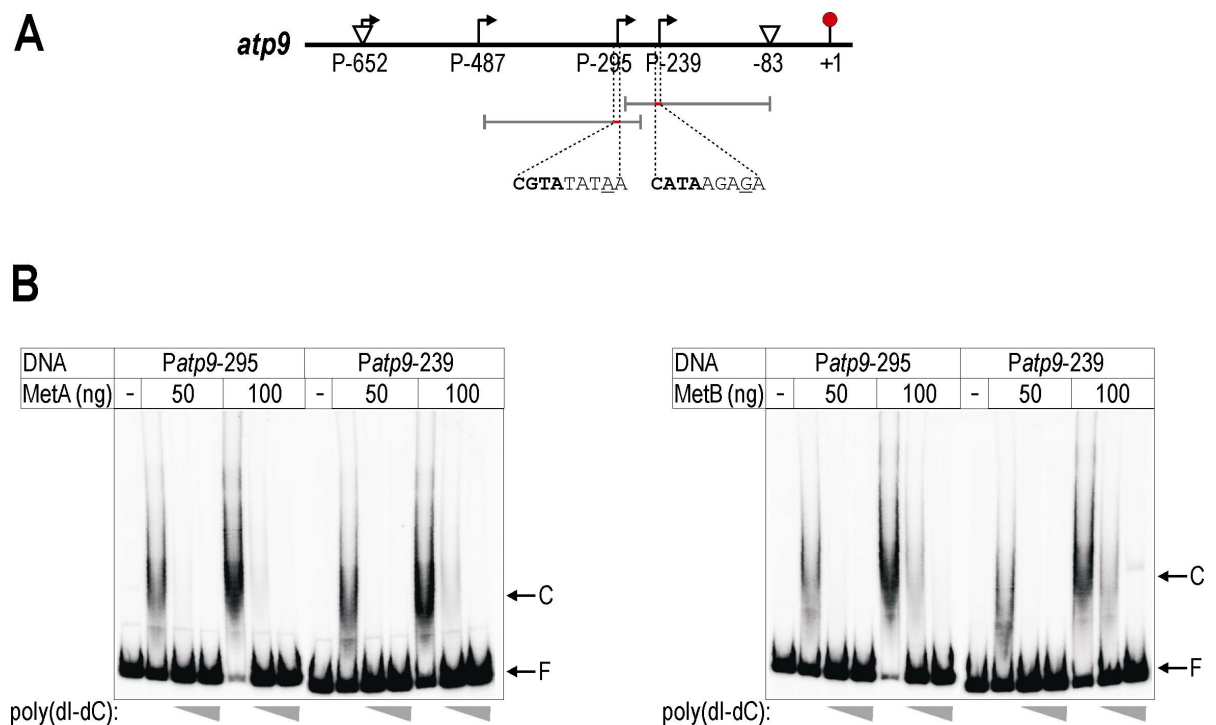 A
atp9
P-652 P-487 P-295 P-239 -83 +1
CGTATATAA CATAAGAGA
B
DNA Patp9-295 Patp9-239
MetA (ng) - 50 100 - 50 100
C
F
poly(dI-dC):
DNA Patp9-295 Patp9-239
MetB (ng) - 50 100 - 50 100
C
F
poly(dI-dC):